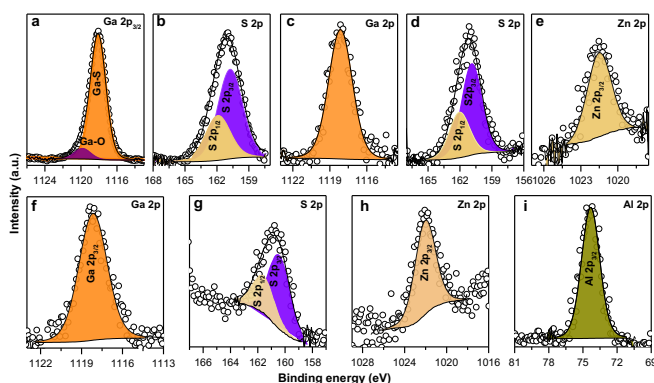 a Ga 2p3/2
Ga-S
Ga-O
1124 1120 1116
b S 2p
S 2p3/2
S 2p1/2
168 165 162 159
c Ga 2p
1122 1119 1116
d S 2p
S2p3/2
S 2p1/2
165 162 159 156
e Zn 2p
Zn 2p3/2
1026 1023 1020
Intensity (a.u.)
f Ga 2p
Ga 2p3/2
1122 1119 1116 1113
g S 2p
S 2p3/2
S 2p1/2
166 164 162 160 158
h Zn 2p
Zn 2p3/2
1028 1022 1016
i Al 2p
Al 2p3/2
81 78 75 72 69
Binding energy (eV)